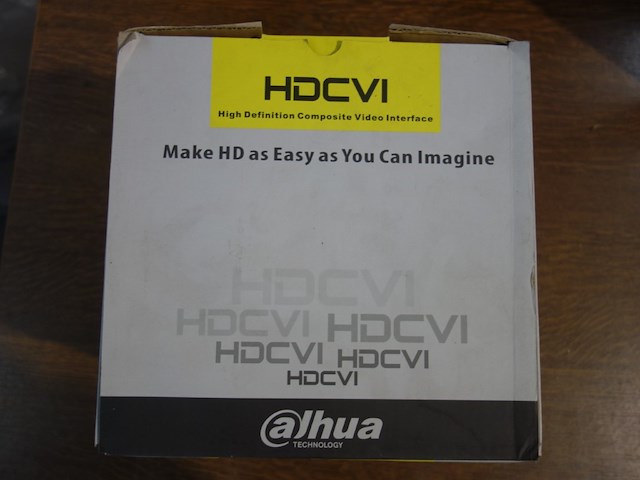 HDCVI
High Definition Composite Video Interface
Make HD as Easy as You Can Imagine
HDCVI
HDCVI HDCVI
HDCVI HDCVI
HDCVI
alhua
TECHNOLOGY